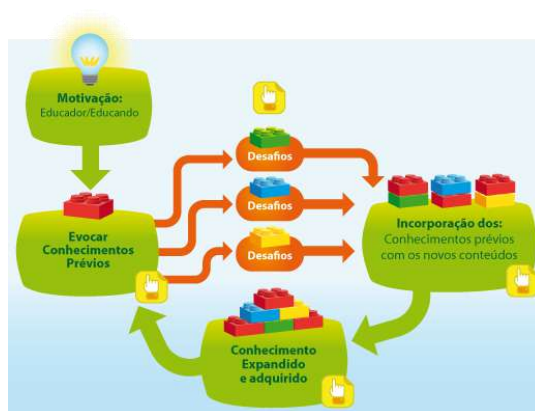 Motivação:
Educador/Educando
Desafios
Desafios
Desafios
Evocar
Conhecimentos
Prévios
Incorporação dos:
Conhecimentos prévios
com os novos conteúdos
Conhecimento
Expandido
e adquirido